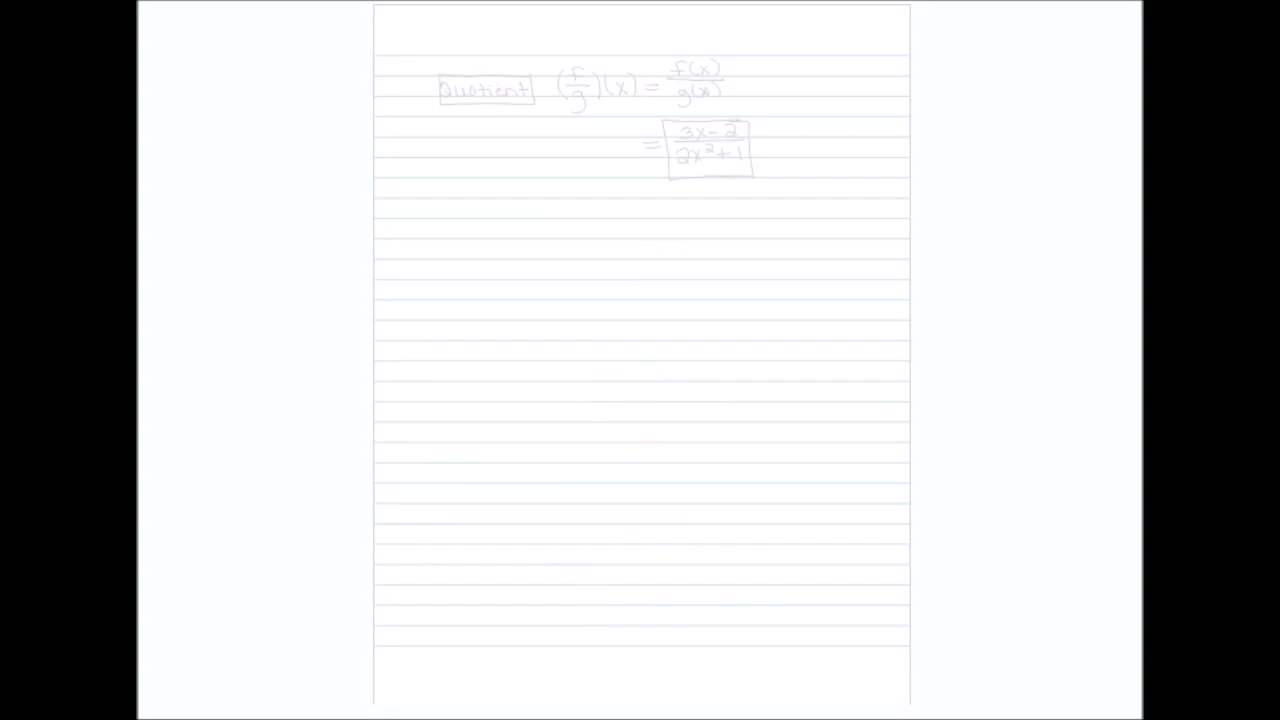 Quotient (f/g)(x) = f(x)/g(x)
= (3x-2)/(2x²+1)